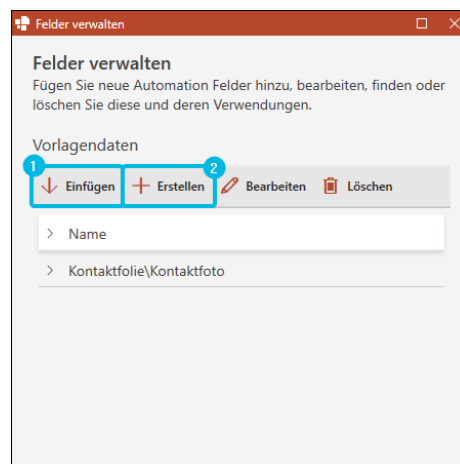 Felder verwalten
Felder verwalten
Fügen Sie neue Automation Felder hinzu, bearbeiten, finden oder
löschen Sie diese und deren Verwendungen.
Vorlagendaten
1 2
Einfügen Erstellen Bearbeiten Löschen
Name
Kontaktfolie\Kontaktfoto